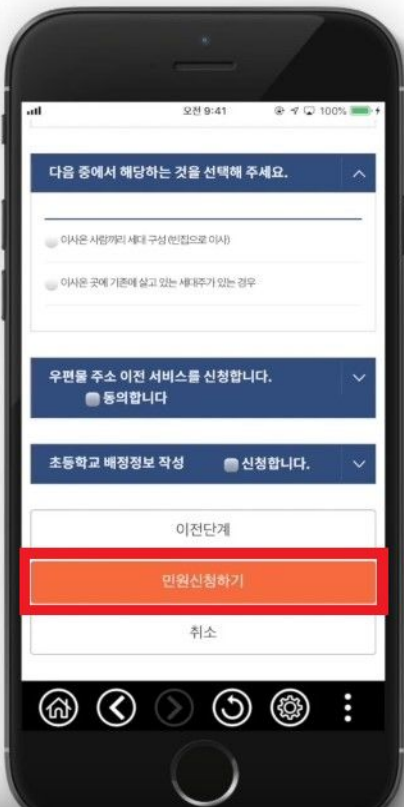 오전 9:41
100%
다음 중에서 해당하는 것을 선택해 주세요.
이사온 사람끼리 세대 구성 (빈집으로 이사)
이사온 곳에 기존에 살고 있는 세대주가 있는 경우
우편물 주소 이전 서비스를 신청합니다.
동의합니다
초등학교 배정정보 작성 신청합니다.
이전단계
민원신청하기
취소